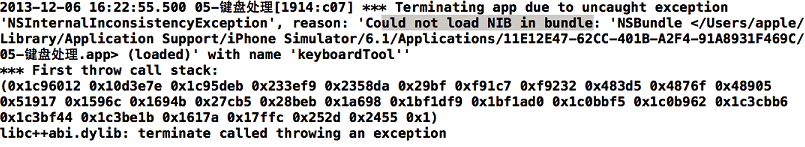 2013-12-06 16:22:55.500 05-键盘处理[1914:c07] *** Terminating app due to uncaught exception
'NSInternalInconsistencyException', reason: 'Could not load NIB in bundle: 'NSBundle </Users/apple/
Library/Application Support/iPhone Simulator/6.1/Applications/11E12E47-62CC-401B-A2F4-91A8931F469C/
05-键盘处理.app> (loaded)' with name 'keyboardTool''
*** First throw call stack:
(0x1c96012 0x10d3e7e 0x1c95deb 0x233ef9 0x2358da 0x29bf 0xf91c7 0xf9232 0x483d5 0x4876f 0x48905
0x51917 0x1596c 0x1694b 0x27cb5 0x28beb 0x1a698 0x1bf1df9 0x1bf1ad0 0x1c0bbf5 0x1c0b962 0x1c3cbb6
0x1c3bf44 0x1c3be1b 0x1617a 0x17ffc 0x252d 0x2455 0x1)
libc++abi.dylib: terminate called throwing an exception